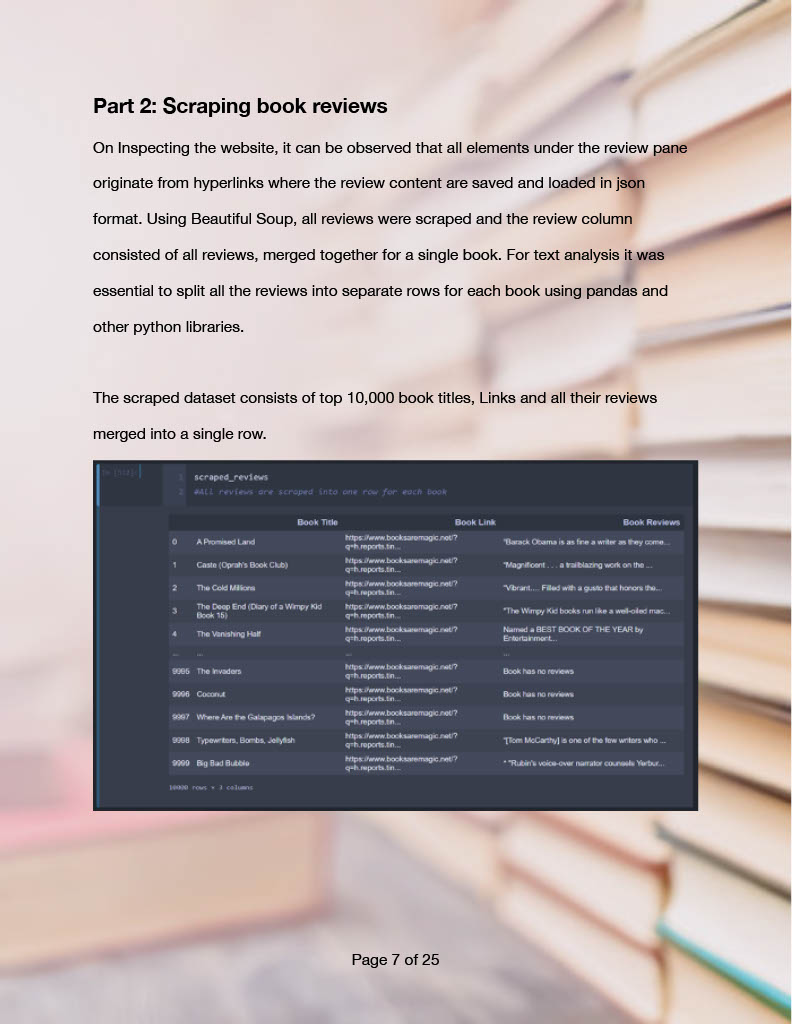 Part 2: Scraping book reviews
On Inspecting the website, it can be observed that all elements under the review pane
originate from hyperlinks where the review content are saved and loaded in json
format. Using Beautiful Soup, all reviews were scraped and the review column
consisted of all reviews, merged together for a single book. For text analysis it was
essential to split all the reviews into separate rows for each book using pandas and
other python libraries.
The scraped dataset consists of top 10,000 book titles, Links and all their reviews
merged into a single row.
1 scraped_reviews
2 #All reviews are scraped into one row for each book
Book Title Book Link Book Reviews
0 A Promised Land https://www.booksaremagic.net/?q=h.reports.tin... "Barack Obama is as fine a writer as they come...
1 Caste (Oprah's Book Club) https://www.booksaremagic.net/?q=h.reports.tin... "Magnificent . . . a trailblazing work on the ...
2 The Cold Millions https://www.booksaremagic.net/?q=h.reports.tin... "Vibrant.... Filled with a gusto that honors the...
3 The Deep End (Diary of a Wimpy Kid Book 15) https://www.booksaremagic.net/?q=h.reports.tin... "The Wimpy Kid books run like a well-oiled mac...
4 The Vanishing Half https://www.booksaremagic.net/?q=h.reports.tin... Named a BEST BOOK OF THE YEAR by Entertainment...
... ... ... ...
9995 The Invaders https://www.booksaremagic.net/?q=h.reports.tin... Book has no reviews
9996 Coconut https://www.booksaremagic.net/?q=h.reports.tin... Book has no reviews
9997 Where Are the Galapagos Islands? https://www.booksaremagic.net/?q=h.reports.tin... Book has no reviews
9998 Typewriters, Bombs, Jellyfish https://www.booksaremagic.net/?q=h.reports.tin... "[Tom McCarthy] is one of the few writers who ...
9999 Big Bad Bubble https://www.booksaremagic.net/?q=h.reports.tin... * "Rubin's voice-over narrator counsels Yerbur...
10000 rows × 3 columns
Page 7 of 25